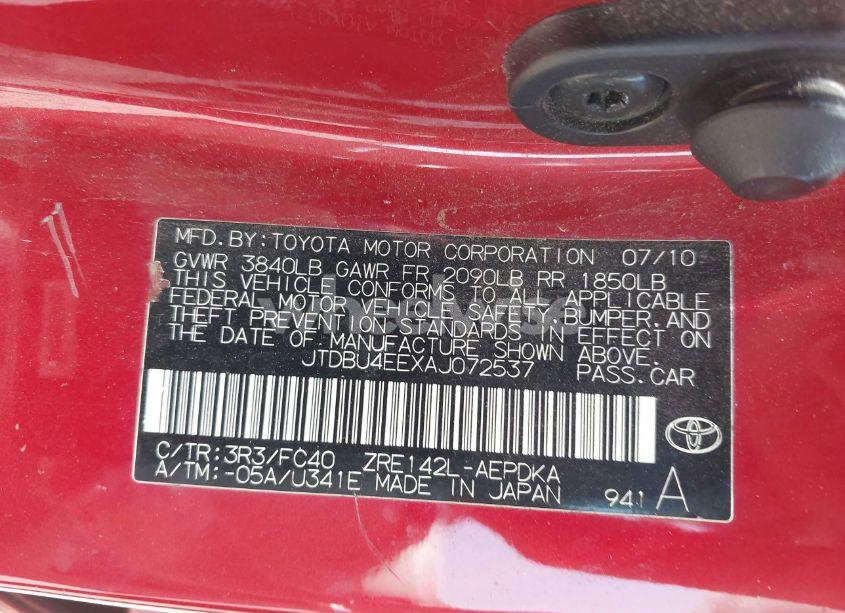 MFD. BY: TOYOTA MOTOR CORPORATION 07/10
GVWR 3840LB GAWR FR 2090LB RR 1850LB
THIS VEHICLE CONFORMS TO ALL APPLICABLE
FEDERAL MOTOR VEHICLE SAFETY, BUMPER, AND
THEFT PREVENTION STANDARDS IN EFFECT ON
THE DATE OF MANUFACTURE SHOWN ABOVE.
JTDBU4EEXAJ072537 PASS.CAR
C/TR: 3R3/FC40 ZRE142L-AEPDKA
A/TM: -05A/U341E MADE IN JAPAN 941 A